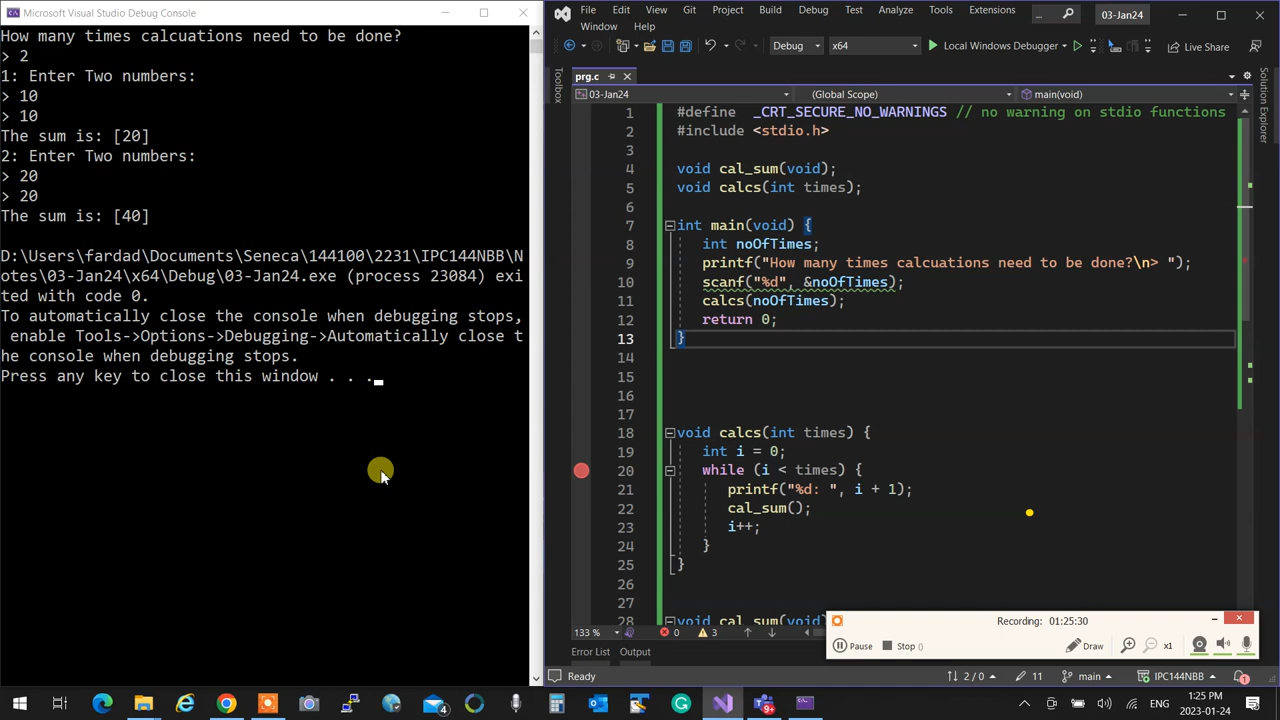 Microsoft Visual Studio Debug Console
How many times calcuations need to be done?
> 2
1: Enter Two numbers:
> 10
> 10
The sum is: [20]
2: Enter Two numbers:
> 20
> 20
The sum is: [40]
D:\Users\fardad\Documents\Seneca\144100\2231\IPC144NBB\N
otes\03-Jan24\x64\Debug\03-Jan24.exe (process 23084) exi
ted with code 0.
To automatically close the console when debugging stops,
 enable Tools->Options->Debugging->Automatically close t
he console when debugging stops.
Press any key to close this window . . .
File Edit View Git Project Build Debug
Test Analyze Tools Extensions
Window Help
... 03-Jan24
Debug x64 Local Windows Debugger Live Share
prg.c
03-Jan24 (Global Scope) main(void)
Toolbox
Solution Explorer
1 #define _CRT_SECURE_NO_WARNINGS // no warning on stdio functions
2 #include <stdio.h>
3
4 void cal_sum(void);
5 void calcs(int times);
6
7 int main(void) {
8 int noOfTimes;
9 printf("How many times calcuations need to be done?\n> ");
10 scanf("%d", &noOfTimes);
11 calcs(noOfTimes);
12 return 0;
13 }
14
15
16
17
18 void calcs(int times) {
19 int i = 0;
20 while (i < times) {
21 printf("%d: ", i + 1);
22 cal_sum();
23 i++;
24 }
25 }
26
27
28 void cal_sum(void)
133 % 0 3
Error List Output
Ready 2 / 0 11 main IPC144NBB 1
Recording: 01:25:30
Pause Stop () Draw x1
4 9+ ENG 1:25 PM
2023-01-24